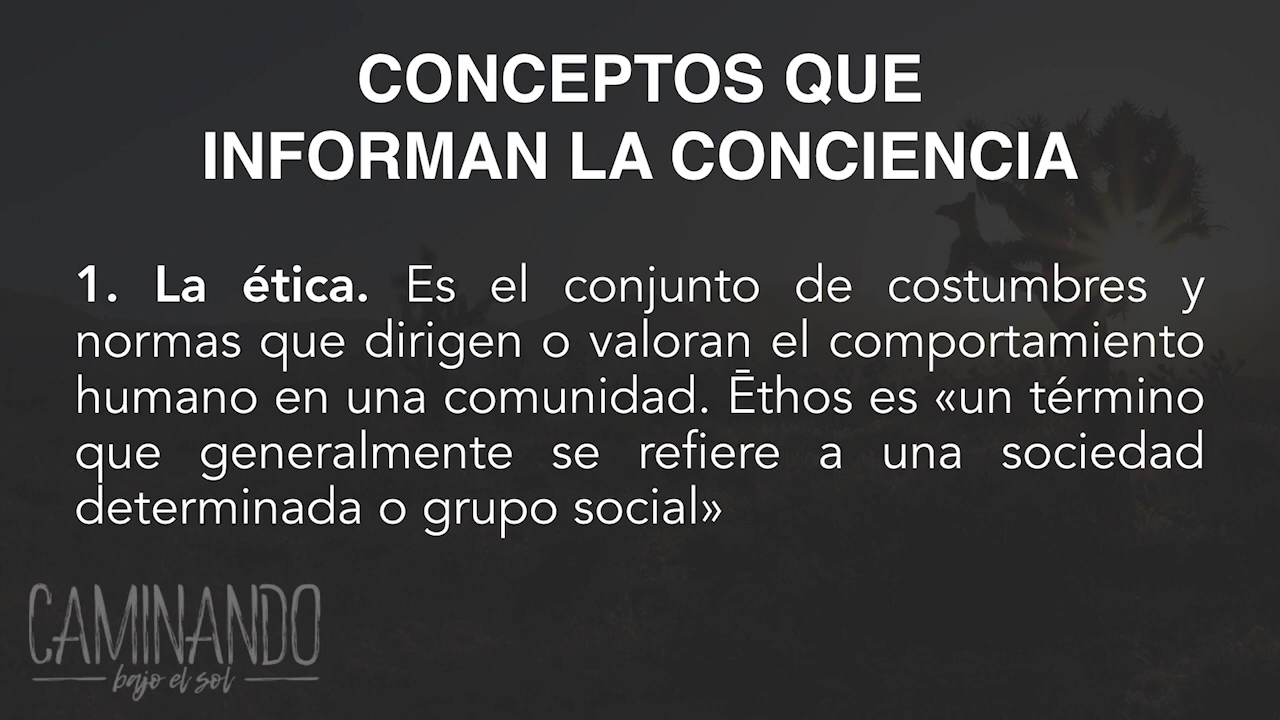 CONCEPTOS QUE
INFORMAN LA CONCIENCIA
1. La ética. Es el conjunto de costumbres y
normas que dirigen o valoran el comportamiento
humano en una comunidad. Ēthos es «un término
que generalmente se refiere a una sociedad
determinada o grupo social»
CAMINANDO
bajo el sol